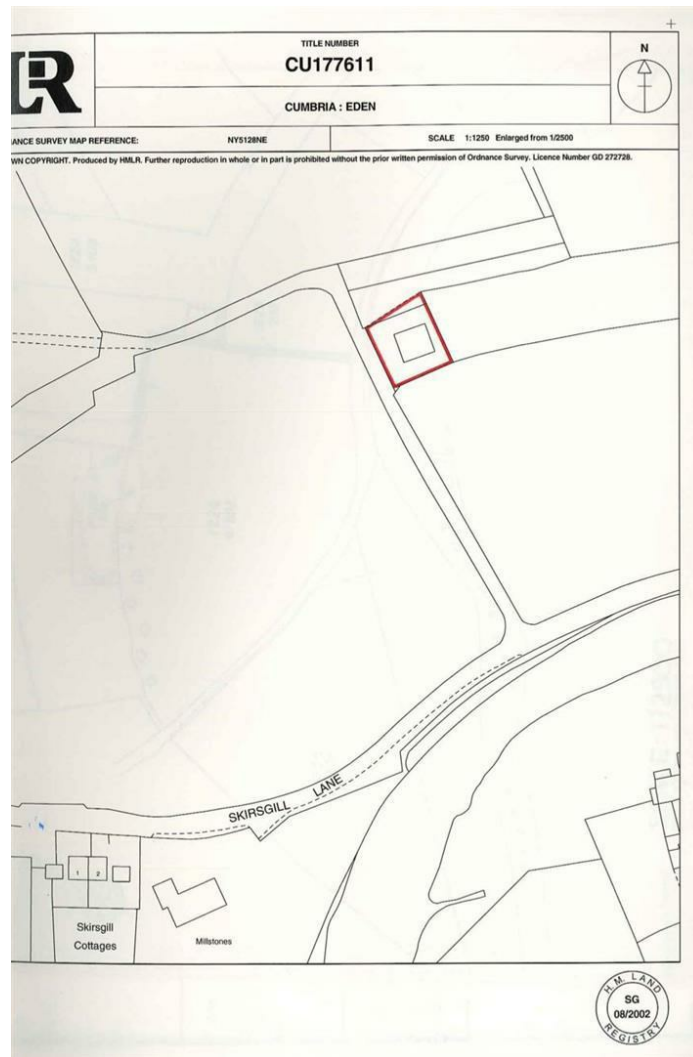 TITLE NUMBER
CU177611
CUMBRIA : EDEN
N
ANCE SURVEY MAP REFERENCE:
NY5128NE
SCALE 1:1250 Enlarged from 1/2500
WN COPYRIGHT. Produced by HMLR. Further reproduction in whole or in part is prohibited without the prior written permission of Ordnance Survey. Licence Number GD 272728.
SKIRSGILL LANE
1 2
Skirsgill
Cottages
Millstones
H.M. LAND
SG
08/2002
REGISTRY